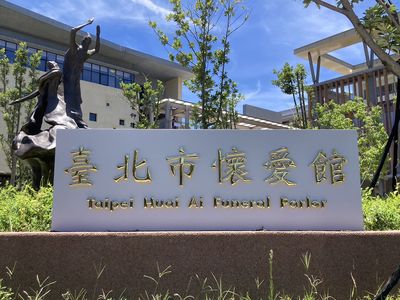 臺北市懷愛館
Taipei Huai Ai Funeral Parlor